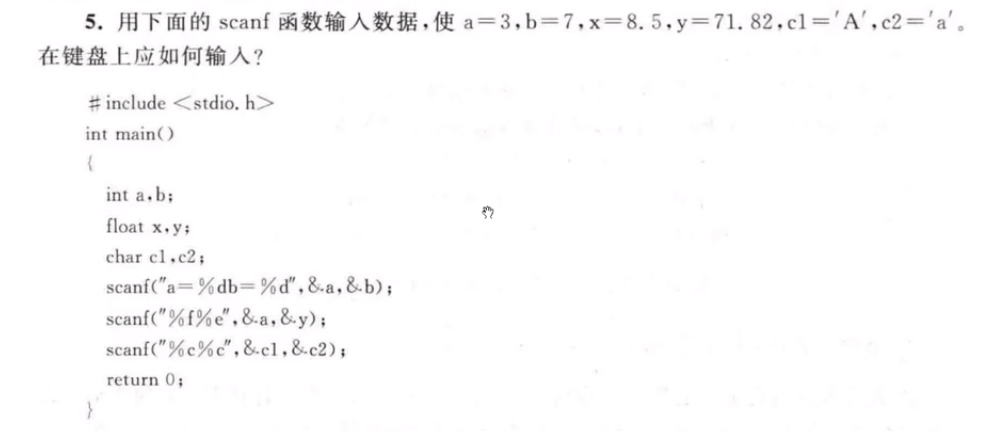 5. 用下面的 scanf 函数输入数据,使 a=3,b=7,x=8.5,y=71.82,c1='A',c2='a'。
在键盘上应如何输入?
#include <stdio.h>
int main()
{
int a,b;
float x,y;
char c1,c2;
scanf("a=%db=%d",&a,&b);
scanf("%f%e",&a,&y);
scanf("%c%c",&c1,&c2);
return 0;
}